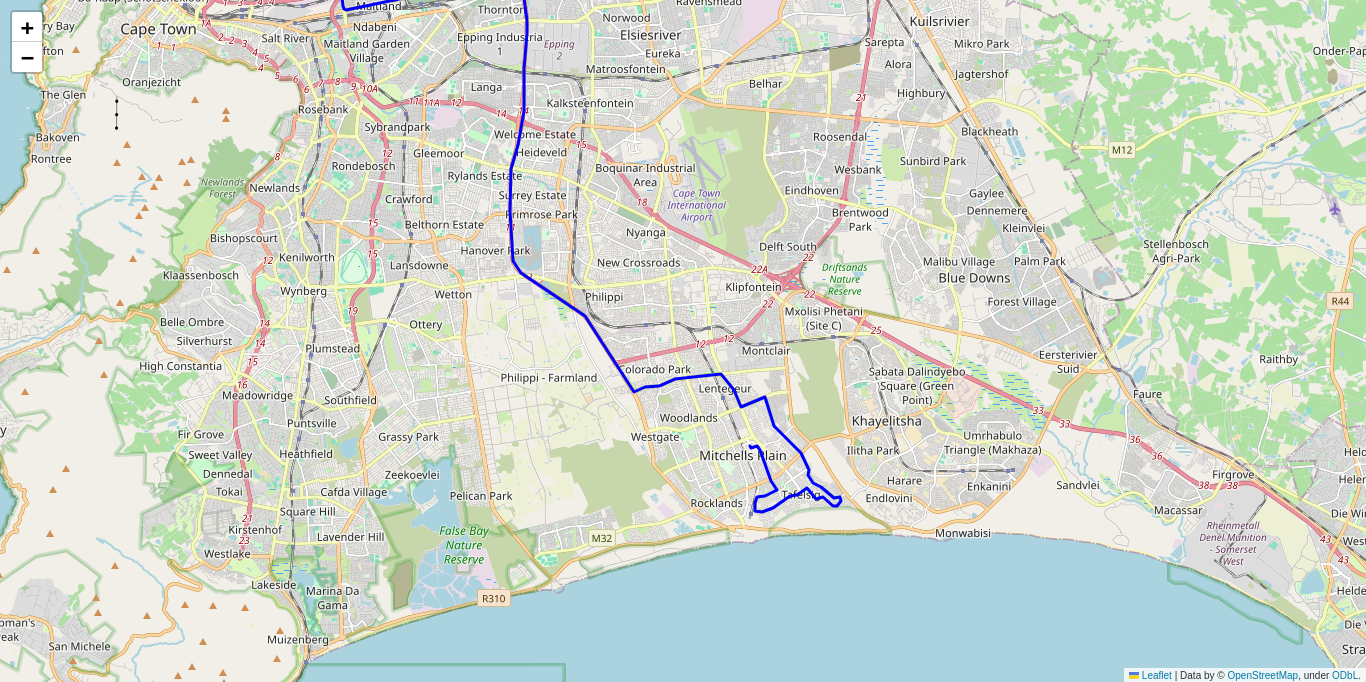 +
−
Maitland
Thornton
Norwood
Ravensmead
Kuilsrivier
Cape Town
Ndabeni
Salt River
Maitland Garden
Village
Epping Industria
1
Epping
2
Elsiesriver
Eureka
Matroosfontein
Sarepta
Mikro Park
Alora
Jagtershof
Oranjezicht
The Glen
Langa
Belhar
Highbury
Rosebank
Kalksteenfontein
Sybrandpark
Welcome Estate
Roosendal
Blackheath
M12
Bakoven
Rontree
Gleemoor
Heideveld
Rondebosch
Boquinar Industrial
Area
Wesbank
Sunbird Park
Newlands
Forest
Newlands
Rylands Estate
Crawford
Surrey Estate
Cape Town
International
Airport
Eindhoven
Gaylee
Dennemere
Primrose Park
Brentwood
Park
Kleinvlei
Belthorn Estate
Nyanga
Bishopscourt
Hanover Park
Delft South
Stellenbosch
Agri-Park
Kenilworth
Lansdowne
New Crossroads
Malibu Village
Palm Park
Klaassenbosch
Driftsands
- Nature
Reserve
Blue Downs
Wynberg
Wetton
Philippi
Klipfontein
Forest Village
R44
Belle Ombre
Ottery
Mxolisi Phetani
(Site C)
Silverhurst
Plumstead
Montclair
Eersterivier
Suid
Raithby
High Constantia
Colorado Park
Sabata Dalindyebo
Square (Green
Point)
Philippi - Farmland
Lentegeur
Faure
Meadowridge
Southfield
Puntsville
Woodlands
Khayelitsha
Fir Grove
Grassy Park
Westgate
Umrhabulo
Triangle (Makhaza)
Sweet Valley
Heathfield
Mitchells Plain
Ilitha Park
Dennedal
Zeekoevlei
Harare
Firgrove
Tokai
Cafda Village
Pelican Park
Tafelsig
Enkanini
Sandvlei
Square Hill
Rocklands
Endlovini
Macassar
Kirstenhof
Lavender Hill
False Bay
Nature
Reserve
M32
Monwabisi
Rheinmetall
Denel Munition
- Somerset
West
Westlake
Lakeside
Marina Da
Gama
R310
Muizenberg
San Michele
Leaflet | Data by © OpenStreetMap, under ODbL.